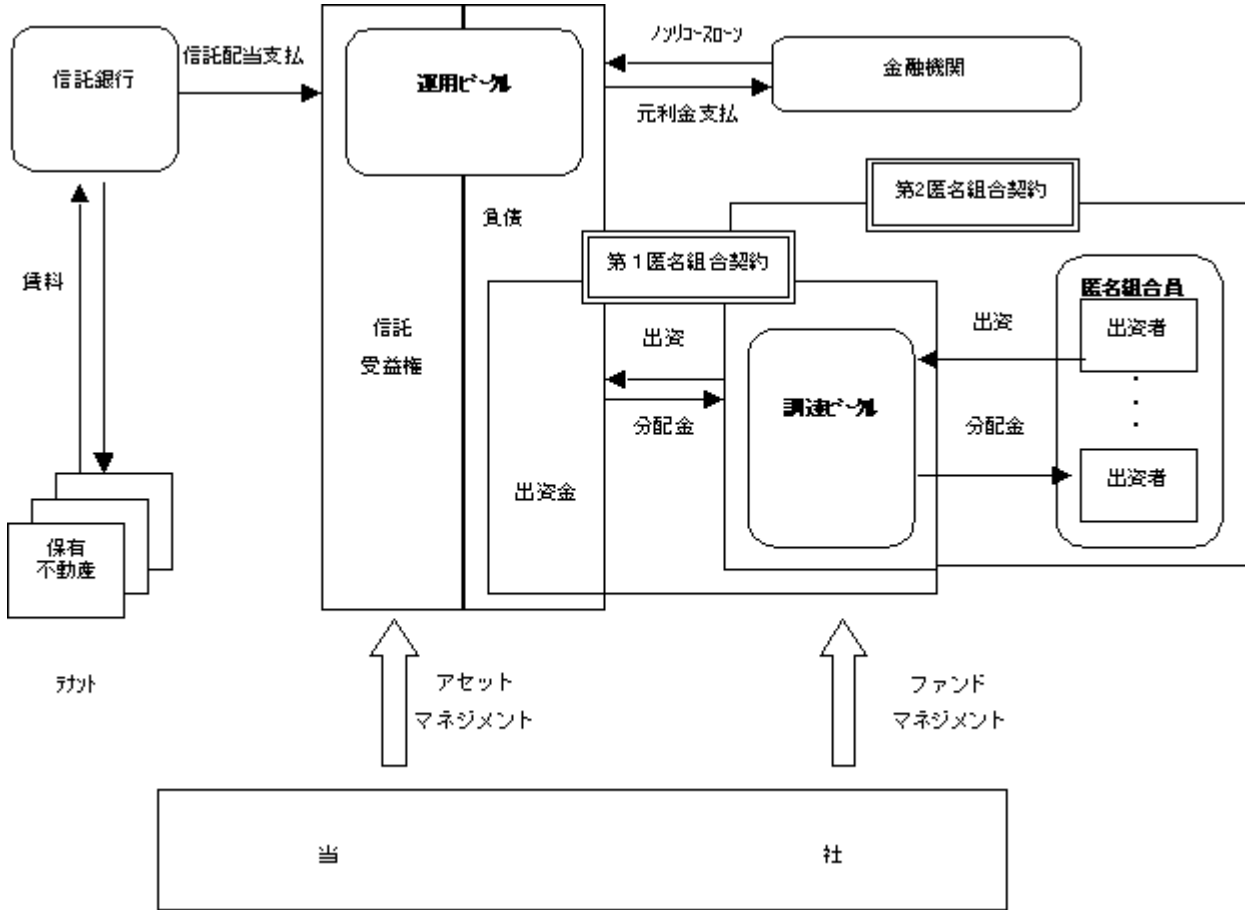 ノンリコースローン
信託配当支払
信託銀行
運用ビークル
金融機関
元利金支払
第2匿名組合契約
負債
第1匿名組合契約
賃料
匿名組合員
信託
受益権
出資
出資
出資者
・
・
・
調達ビークル
分配金
分配金
出資金
出資者
保有
不動産
テナント
アセット
マネジメント
ファンド
マネジメント
当 社